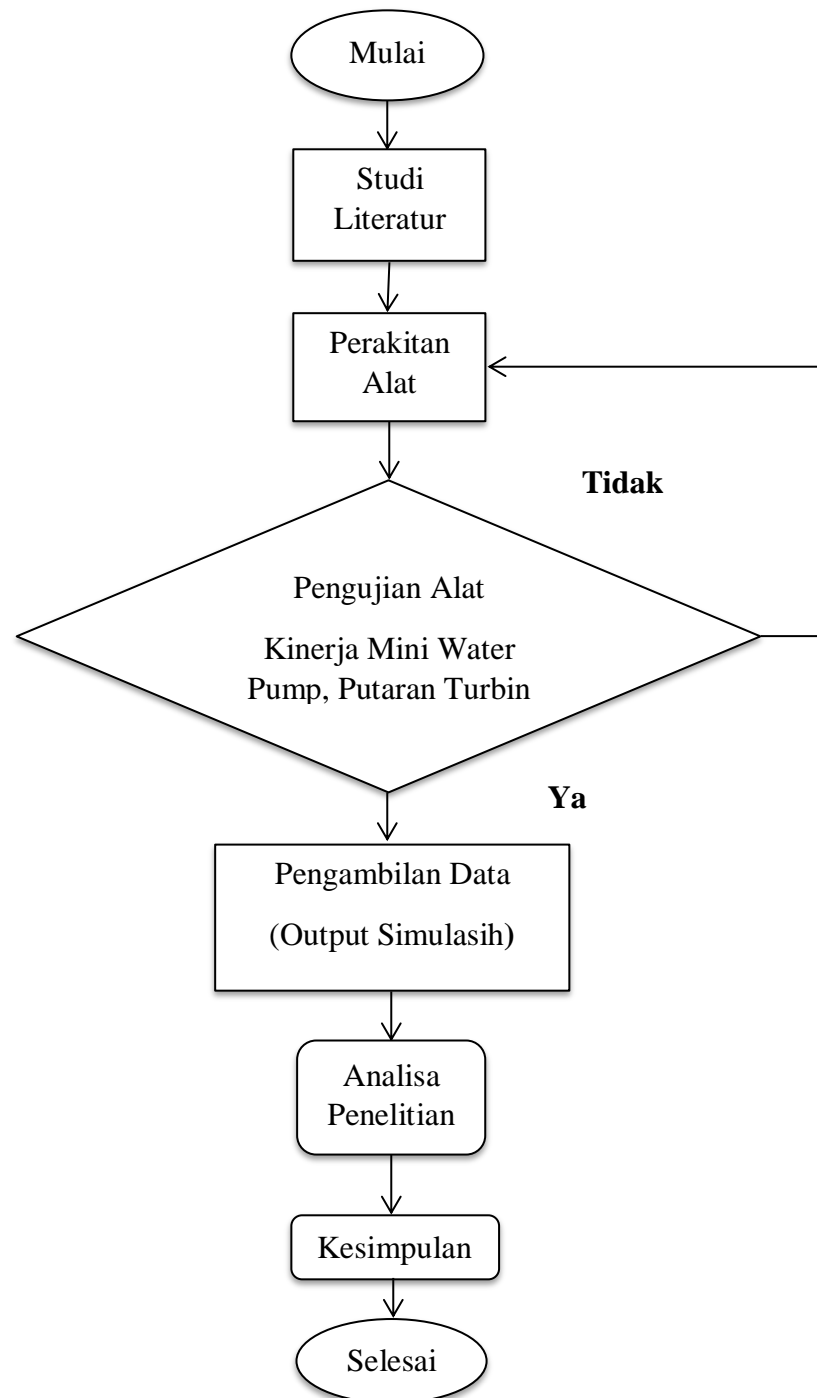 Mulai
Studi
Literatur
Perakitan
Alat
Tidak
Pengujian Alat
Kinerja Mini Water
Pump, Putaran Turbin
Ya
Pengambilan Data
(Output Simulasih)
Analisa
Penelitian
Kesimpulan
Selesai